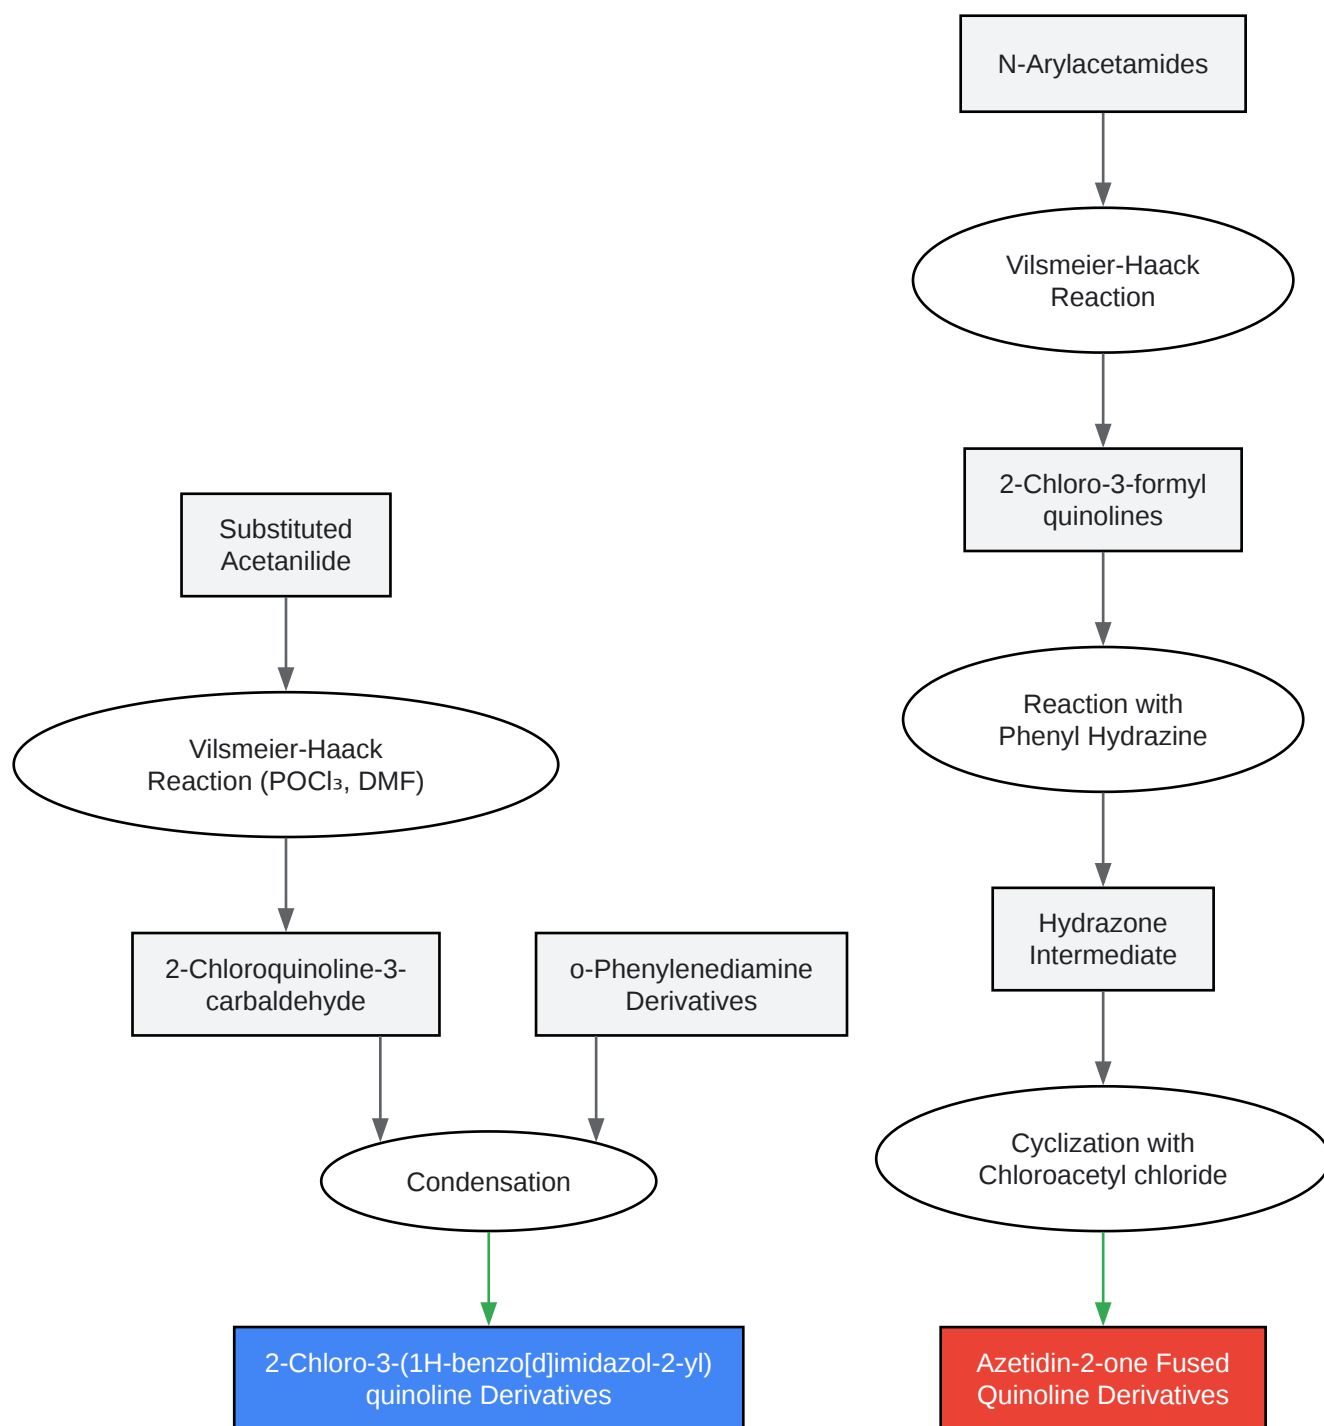 N-Arylacetamides
Vilsmeier-Haack
Reaction
2-Chloro-3-formyl
quinolines
Substituted
Acetanilide
Reaction with
Phenyl Hydrazine
Vilsmeier-Haack
Reaction (POCl₃, DMF)
Hydrazone
Intermediate
2-Chloroquinoline-3-
carbaldehyde
o-Phenylenediamine
Derivatives
Cyclization with
Chloroacetyl chloride
Condensation
2-Chloro-3-(1H-benzo[d]imidazol-2-yl)
quinoline Derivatives
Azetidin-2-one Fused
Quinoline Derivatives